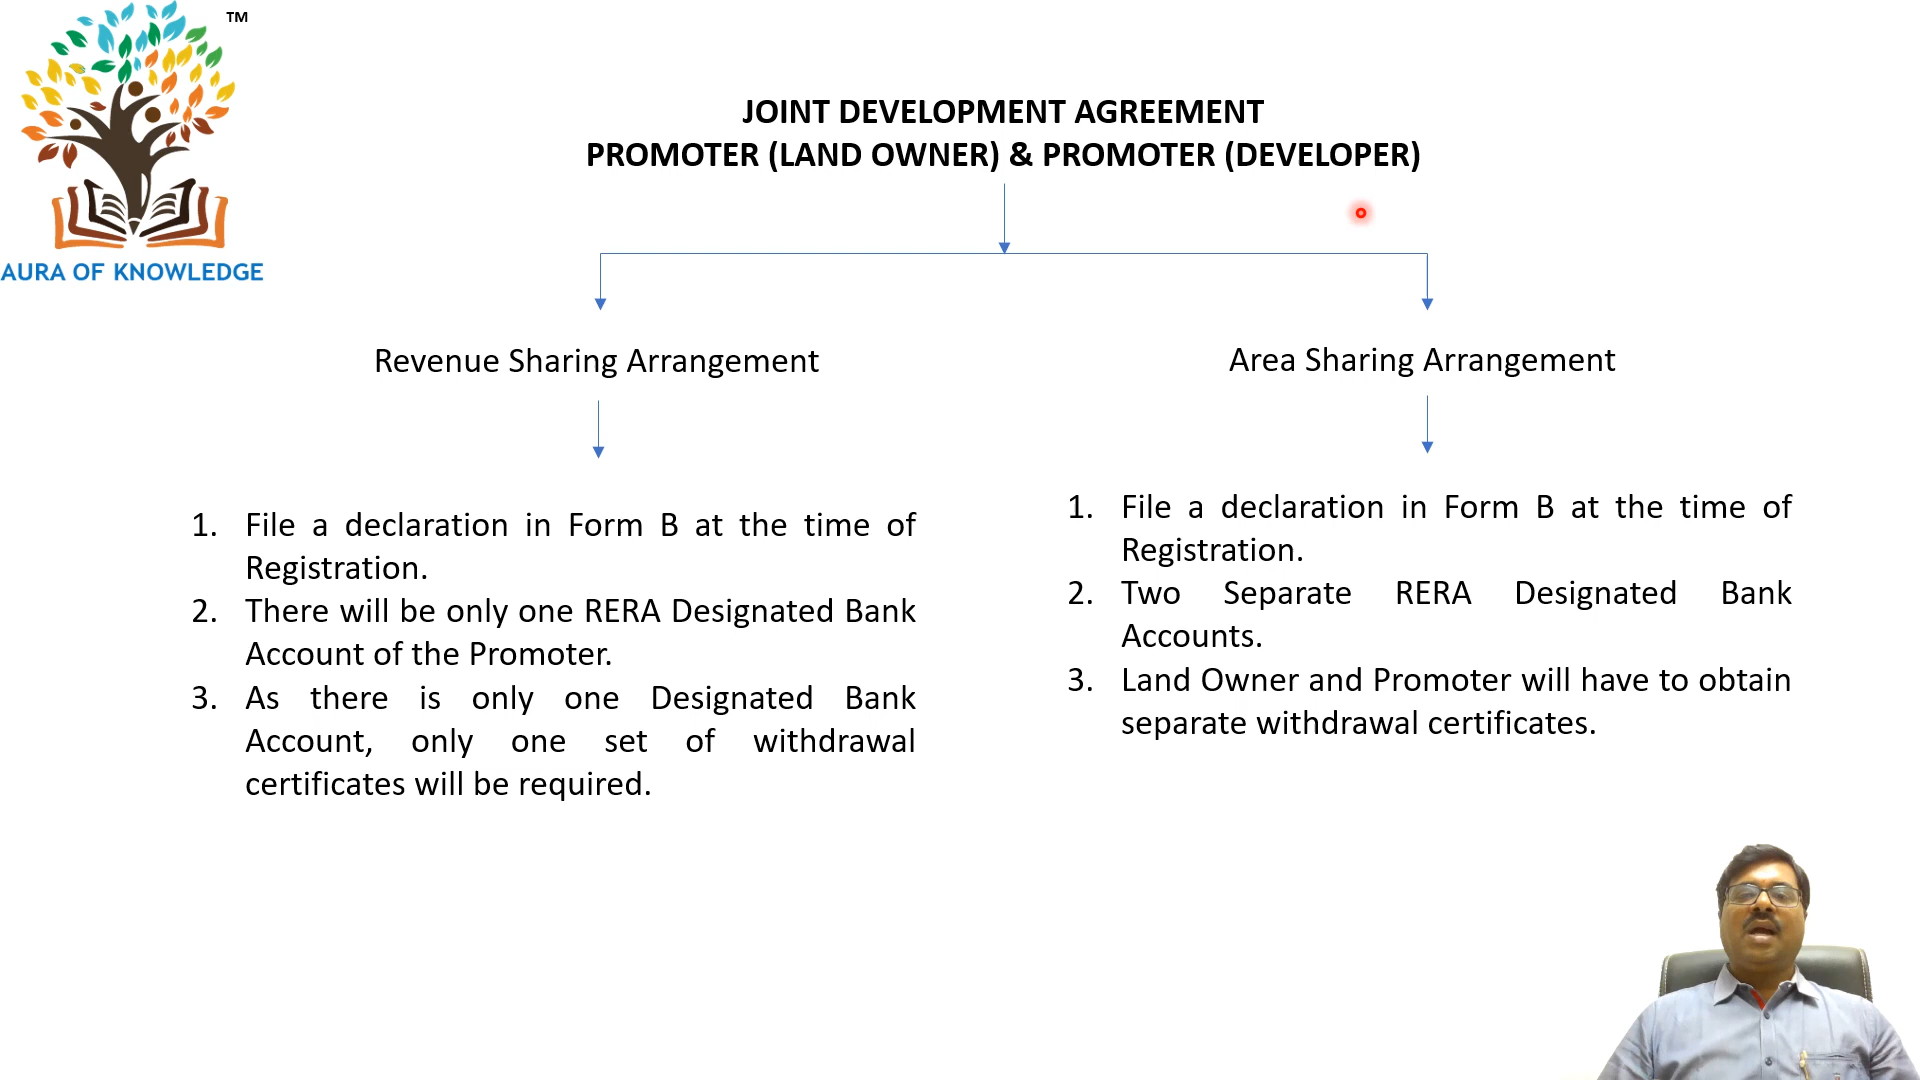 TM
AURA OF KNOWLEDGE
JOINT DEVELOPMENT AGREEMENT
PROMOTER (LAND OWNER) & PROMOTER (DEVELOPER)
Revenue Sharing Arrangement
1. File a declaration in Form B at the time of
Registration.
2. There will be only one RERA Designated Bank
Account of the Promoter.
3. As there is only one Designated Bank
Account, only one set of withdrawal
certificates will be required.
Area Sharing Arrangement
1. File a declaration in Form B at the time of
Registration.
2. Two Separate RERA Designated Bank
Accounts.
3. Land Owner and Promoter will have to obtain
separate withdrawal certificates.